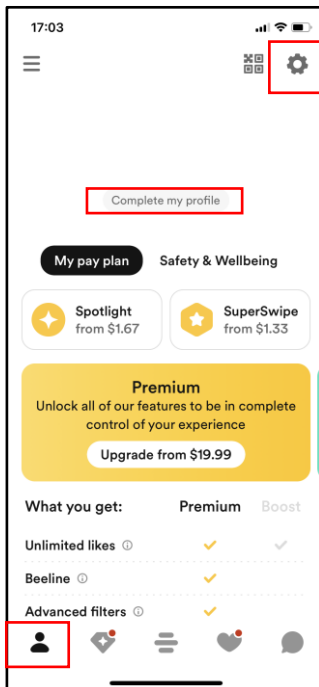 17:03
Complete my profile
My pay plan
Safety & Wellbeing
Spotlight
from $1.67
SuperSwipe
from $1.33
Premium
Unlock all of our features to be in complete
control of your experience
Upgrade from $19.99
What you get: Premium Boost
Unlimited likes
Beeline
Advanced filters